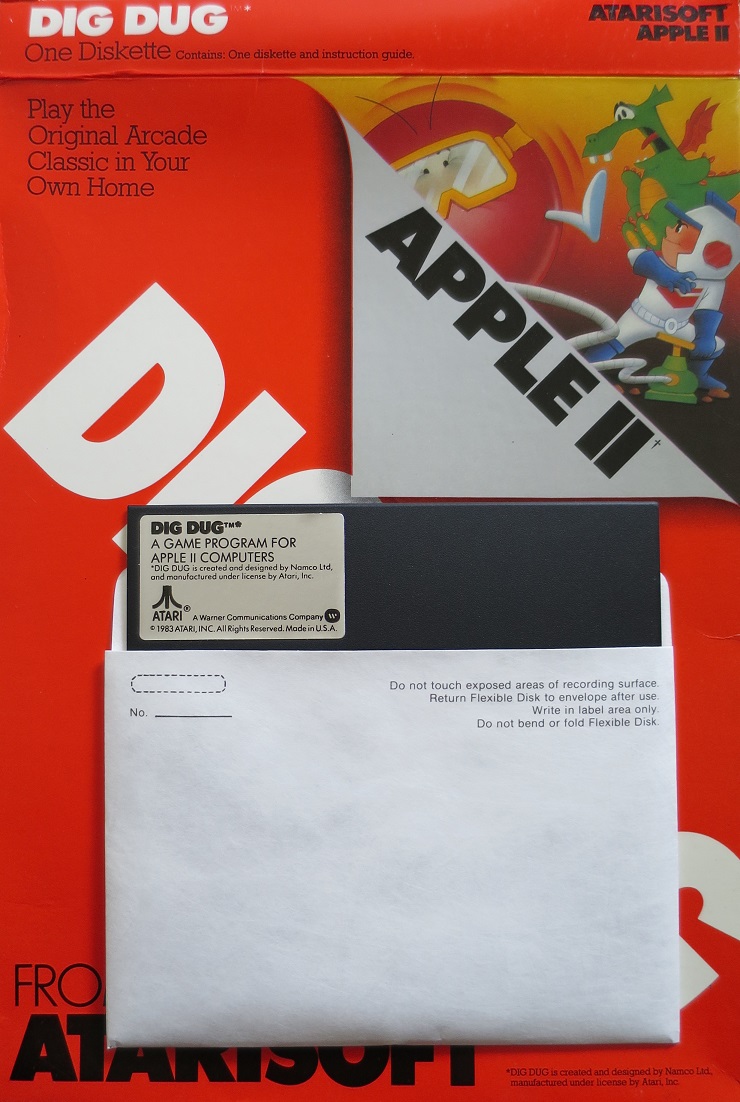 DIG DUG™*
One Diskette Contains: One diskette and instruction guide.
ATARISOFT™
APPLE II
Play the
Original Arcade
Classic in Your
Own Home
APPLE II†
DIG
DIG DUG™*
A GAME PROGRAM FOR
APPLE II COMPUTERS
*DIG DUG is created and designed by Namco Ltd,
and manufactured under license by Atari, Inc.
ATARI®
A Warner Communications Company
© 1983 ATARI, INC. All Rights Reserved. Made in U.S.A.
Do not touch exposed areas of recording surface.
Return Flexible Disk to envelope after use.
Write in label area only.
Do not bend or fold Flexible Disk.
No.
FRO
ATARISOFT
*DIG DUG is created and designed by Namco Ltd.,
manufactured under license by Atari, Inc.